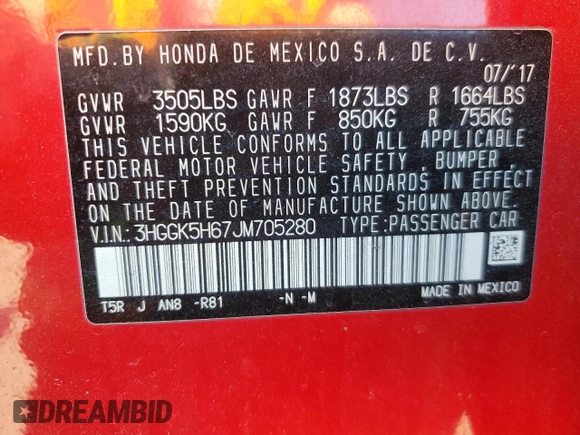 MFD. BY HONDA DE MEXICO S.A. DE C.V.
07/'17
GVWR 3505LBS GAWR F 1873LBS R 1664LBS
GVWR 1590KG GAWR F 850KG R 755KG
THIS VEHICLE CONFORMS TO ALL APPLICABLE
FEDERAL MOTOR VEHICLE SAFETY, BUMPER,
AND THEFT PREVENTION STANDARDS IN EFFECT
ON THE DATE OF MANUFACTURE SHOWN ABOVE.
V.I.N: 3HGGK5H67JM705280 TYPE: PASSENGER CAR
T5R J AN8 -R81 -N -M MADE IN MEXICO
DREAMBID